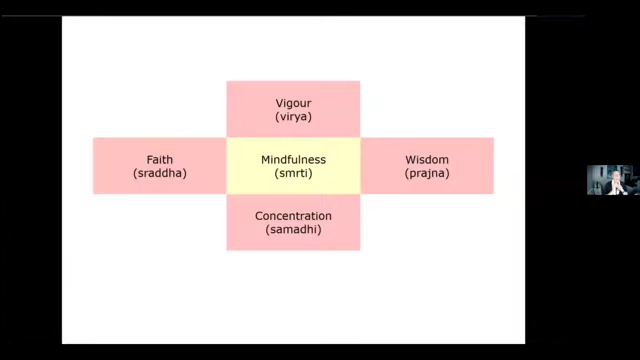 Vigour
(virya)
Faith
(sraddha)
Mindfulness
(smrti)
Wisdom
(prajna)
Concentration
(samadhi)